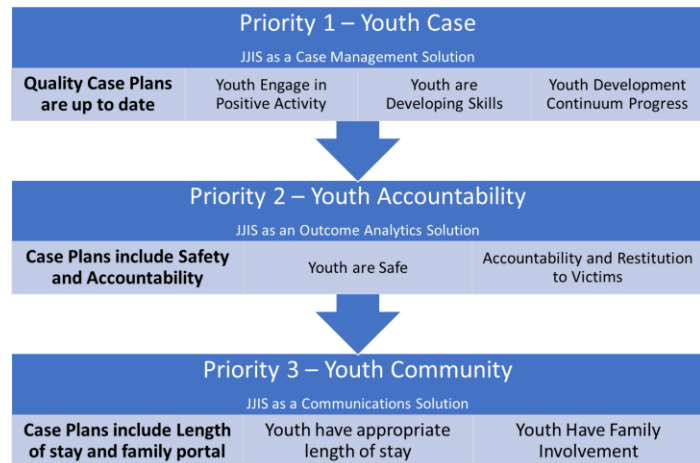 Priority 1 – Youth Case
JJIS as a Case Management Solution
Quality Case Plans
are up to date
Youth Engage in
Positive Activity
Youth are
Developing Skills
Youth Development
Continuum Progress
Priority 2 – Youth Accountability
JJIS as an Outcome Analytics Solution
Case Plans include Safety
and Accountability
Youth are Safe
Accountability and Restitution
to Victims
Priority 3 – Youth Community
JJIS as a Communications Solution
Case Plans include Length
of stay and family portal
Youth have appropriate
length of stay
Youth Have Family
Involvement